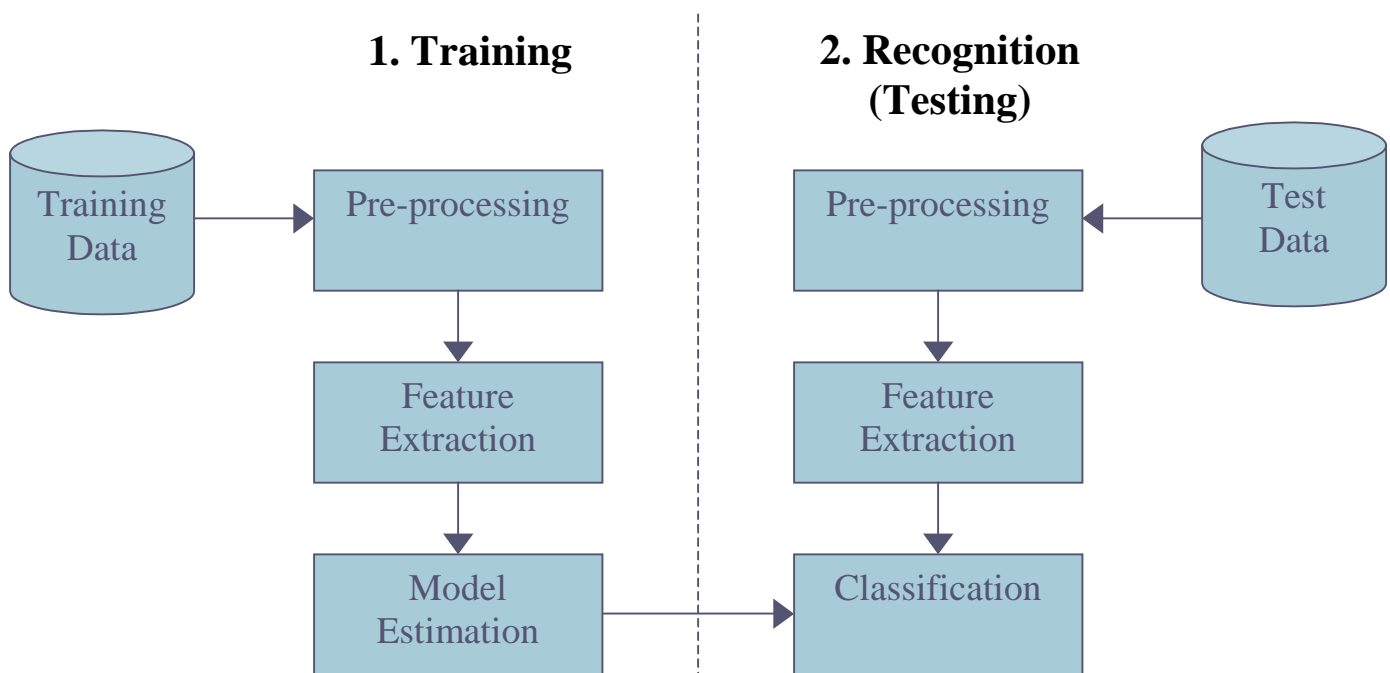 1. Training
2. Recognition
(Testing)
Training
Data
Pre-processing
Pre-processing
Test
Data
Feature
Extraction
Feature
Extraction
Model
Estimation
Classification